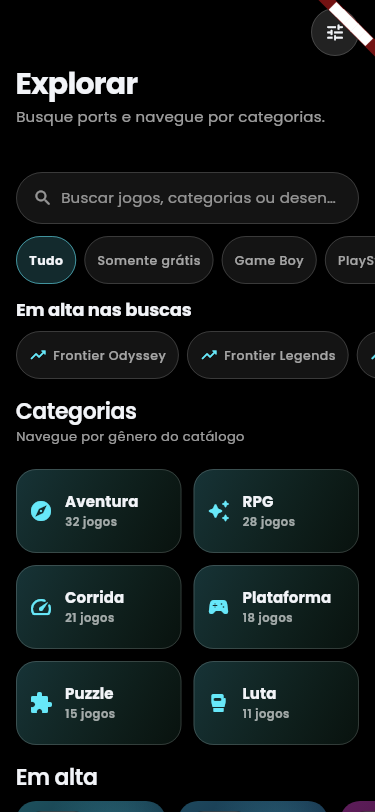 Explorar
Busque ports e navegue por categorias.
Buscar jogos, categorias ou desen...
Tudo
Somente grátis
Game Boy
PlayS
Em alta nas buscas
Frontier Odyssey
Frontier Legends
Categorias
Navegue por gênero do catálogo
Aventura
32 jogos
RPG
28 jogos
Corrida
21 jogos
Plataforma
18 jogos
Puzzle
15 jogos
Luta
11 jogos
Em alta